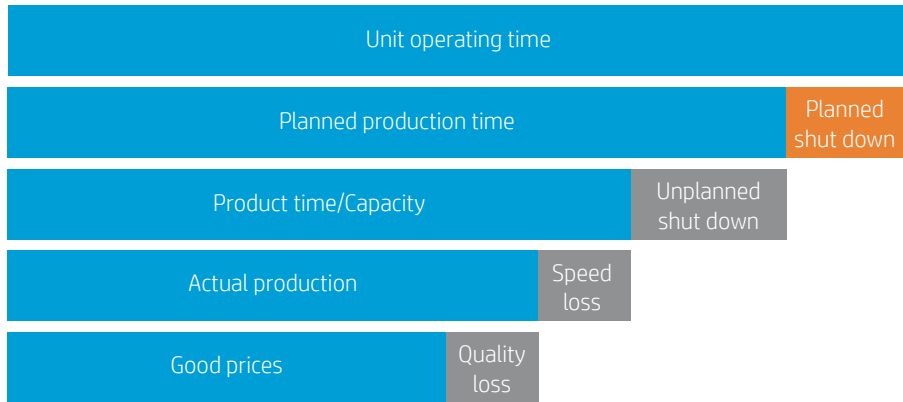 Unit operating time
Planned production time
Planned
shut down
Product time/Capacity
Unplanned
shut down
Actual production
Speed
loss
Good prices
Quality
loss